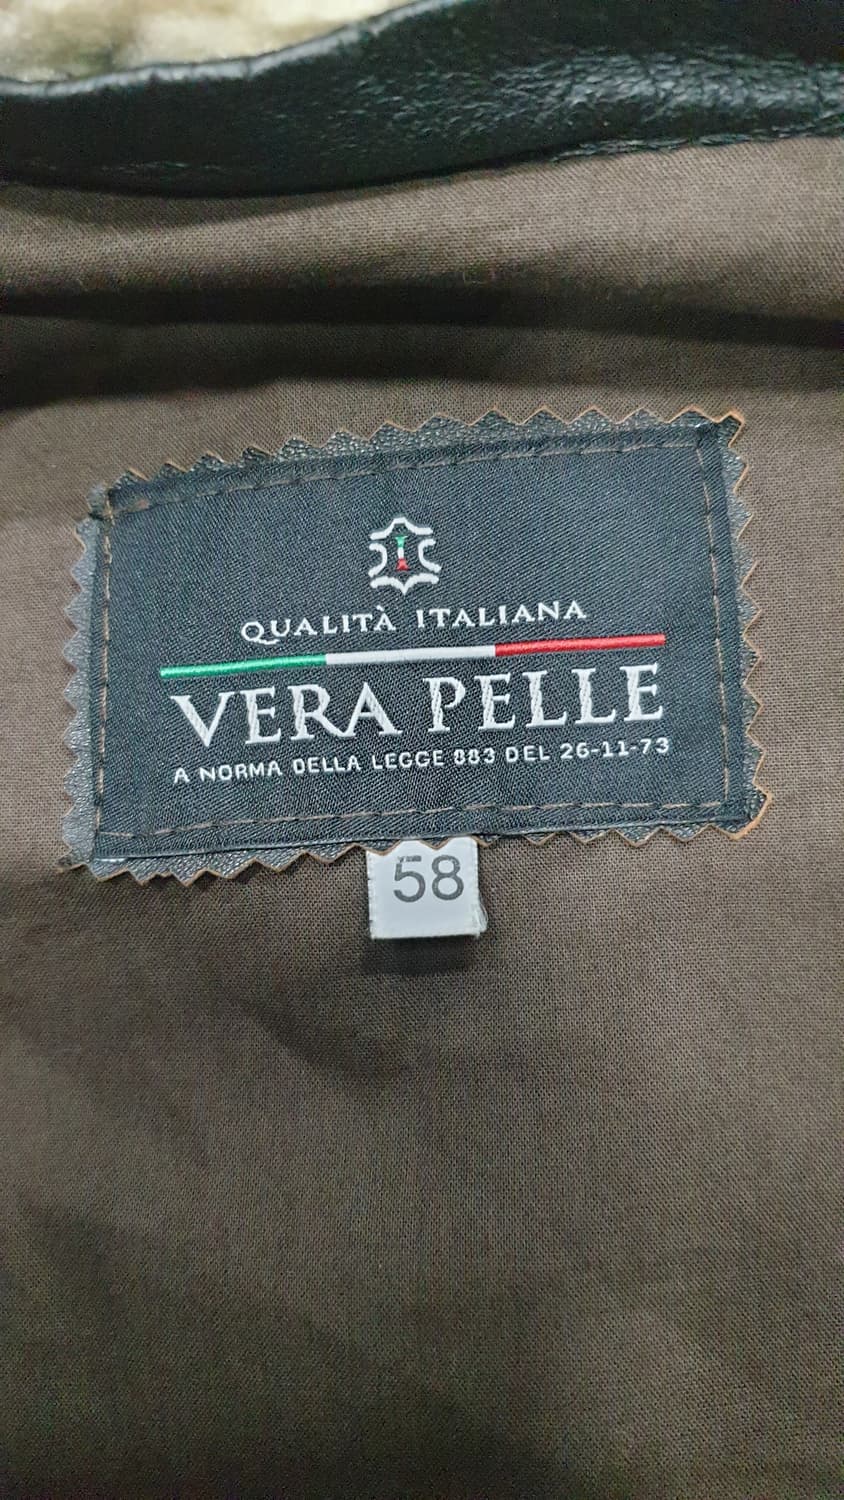 QUALITÀ ITALIANA
VERA PELLE
A NORMA DELLA LEGGE 883 DEL 26-11-73
58